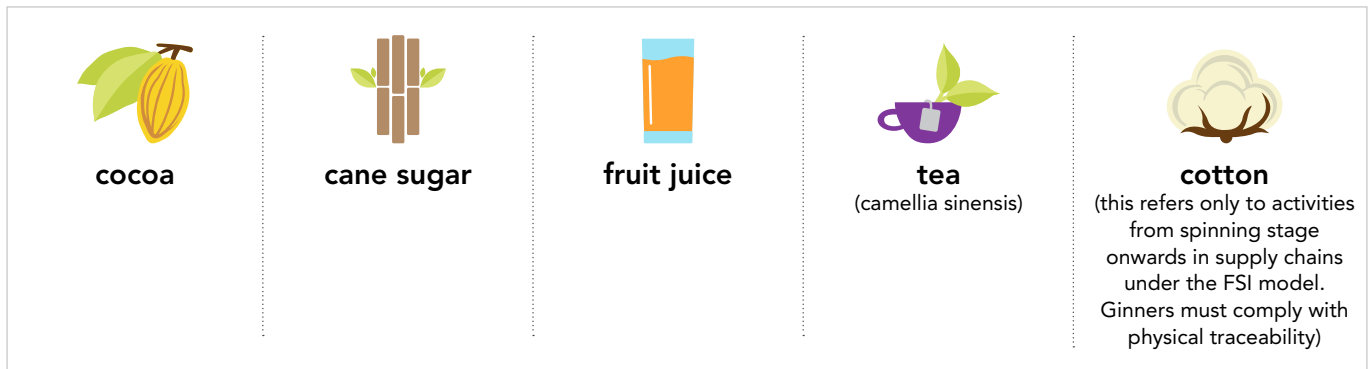 cocoa
cane sugar
fruit juice
tea
(camellia sinensis)
cotton
(this refers only to activities
from spinning stage
onwards in supply chains
under the FSI model.
Ginners must comply with
physical traceability)